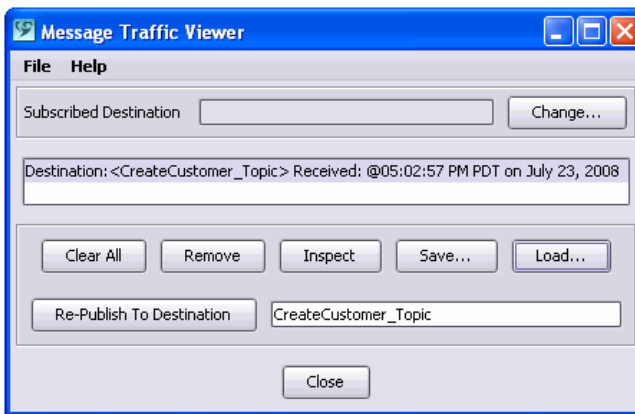 Message Traffic Viewer
File Help
Subscribed Destination Change...
Destination:<CreateCustomer_Topic> Received: @05:02:57 PM PDT on July 23, 2008
Clear All Remove Inspect Save... Load...
Re-Publish To Destination CreateCustomer_Topic
Close